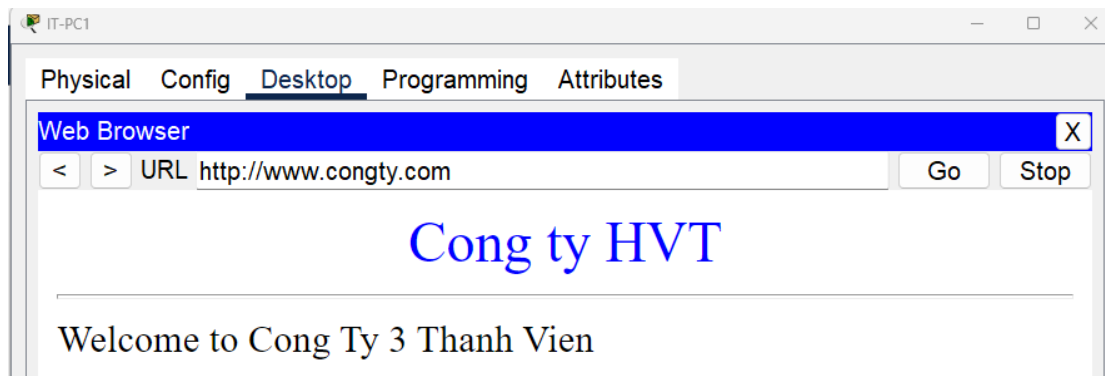 IT-PC1
Physical Config Desktop Programming Attributes
Web Browser X
< > URL http://www.congty.com Go Stop
Cong ty HVT
Welcome to Cong Ty 3 Thanh Vien